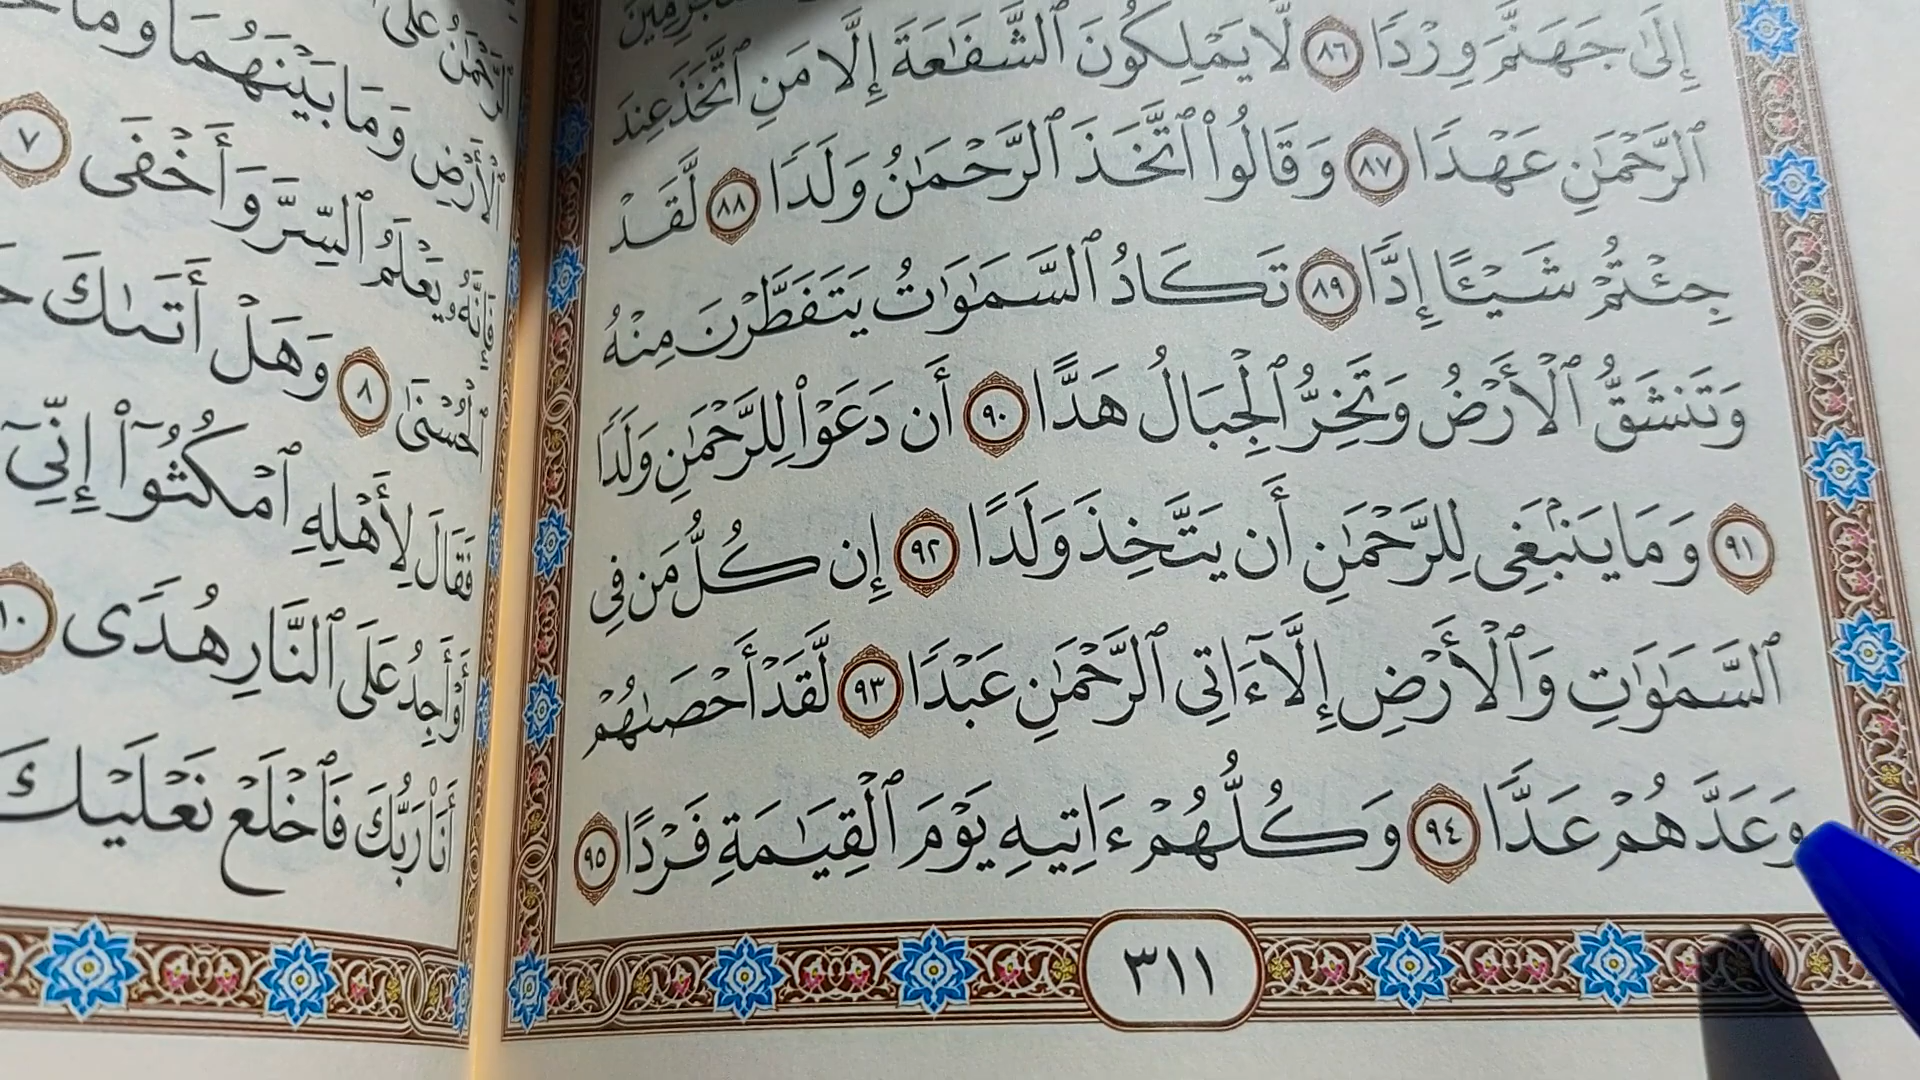 إِلَىٰ جَهَنَّمَ وِرْدًا ٨٦ لَّا يَمْلِكُونَ ٱلشَّفَٰعَةَ إِلَّا مَنِ ٱتَّخَذَ عِندَ
ٱلرَّحْمَٰنِ عَهْدًا ٨٧ وَقَالُوا۟ ٱتَّخَذَ ٱلرَّحْمَٰنُ وَلَدًا ٨٨ لَّقَدْ
جِئْتُمْ شَيْـًٔا إِدًّا ٨٩ تَكَادُ ٱلسَّمَٰوَٰتُ يَتَفَطَّرْنَ مِنْهُ
وَتَنشَقُّ ٱلْأَرْضُ وَتَخِرُّ ٱلْجِبَالُ هَدًّا ٩٠ أَن دَعَوْا۟ لِلرَّحْمَٰنِ وَلَدًا
٩١ وَمَا يَنۢبَغِى لِلرَّحْمَٰنِ أَن يَتَّخِذَ وَلَدًا ٩٢ إِن كُلُّ مَن فِى
ٱلسَّمَٰوَٰتِ وَٱلْأَرْضِ إِلَّآ ءَاتِى ٱلرَّحْمَٰنِ عَبْدًا ٩٣ لَّقَدْ أَحْصَىٰهُمْ
وَعَدَّهُمْ عَدًّا ٩٤ وَكُلُّهُمْ ءَاتِيهِ يَوْمَ ٱلْقِيَٰمَةِ فَرْدًا ٩٥
٣١١
ٱلرَّحْمَٰنُ عَلَى
ٱلْأَرْضِ وَمَا بَيْنَهُمَا وَمَا
فَإِنَّهُۥ يَعْلَمُ ٱلسِّرَّ وَأَخْفَى ٧
ٱلْحُسْنَىٰ ٨ وَهَلْ أَتَىٰكَ
فَقَالَ لِأَهْلِهِ ٱمْكُثُوٓا۟ إِنِّىٓ
أَوْ أَجِدُ عَلَى ٱلنَّارِ هُدًى ١٠
أَنَا۠ رَبُّكَ فَٱخْلَعْ نَعْلَيْكَ